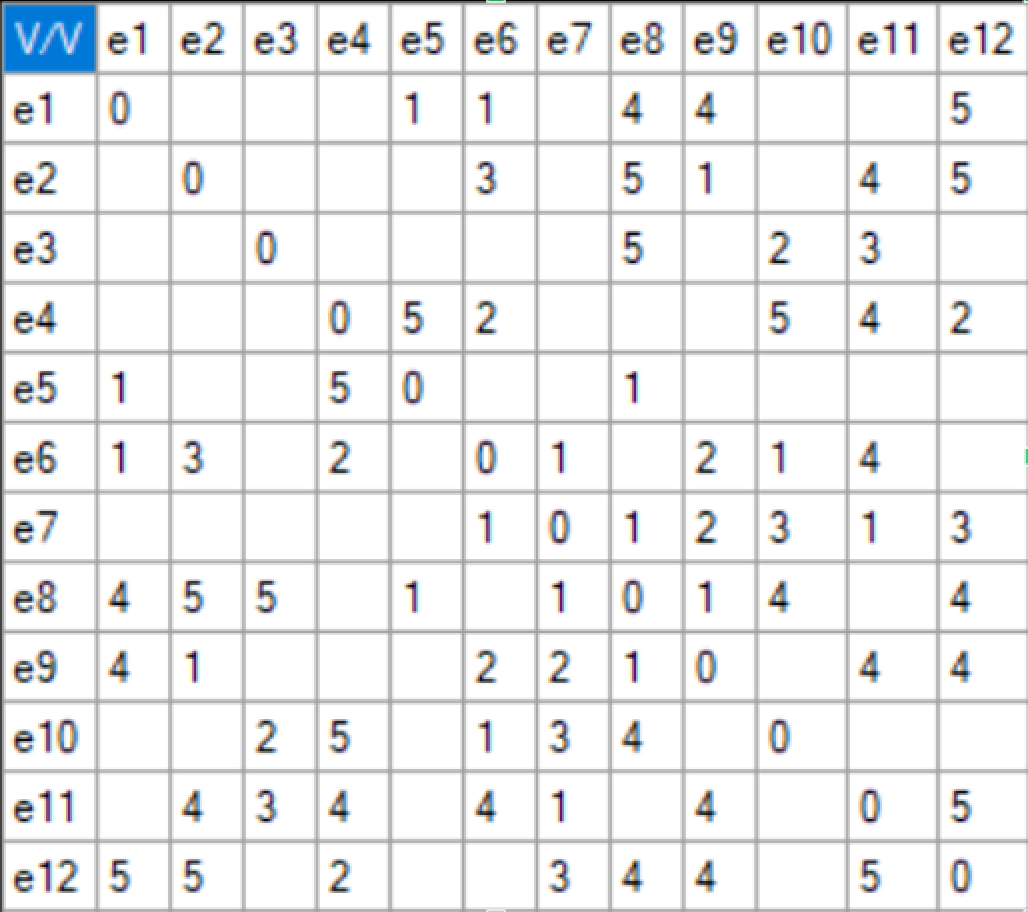 V/V e1 e2 e3 e4 e5 e6 e7 e8 e9 e10 e11 e12
e1 0 1 1 4 4 5
e2 0 3 5 1 4 5
e3 0 5 2 3
e4 0 5 2 5 4 2
e5 1 5 0 1
e6 1 3 2 0 1 2 1 4
e7 1 0 1 2 3 1 3
e8 4 5 5 1 1 0 1 4 4
e9 4 1 2 2 1 0 4 4
e10 2 5 1 3 4 0
e11 4 3 4 4 1 4 0 5
e12 5 5 2 3 4 4 5 0